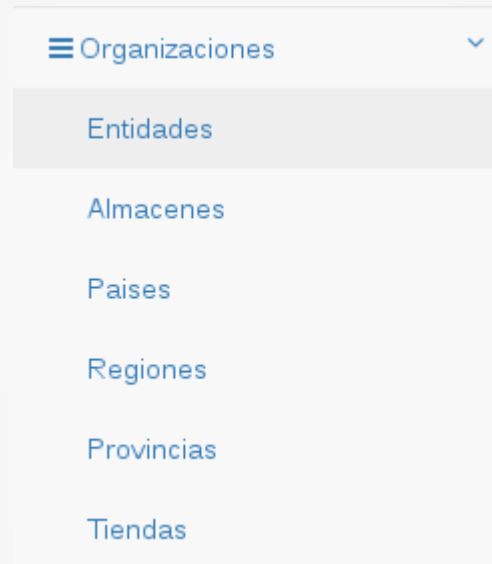 Organizaciones
Entidades
Almacenes
Paises
Regiones
Provincias
Tiendas